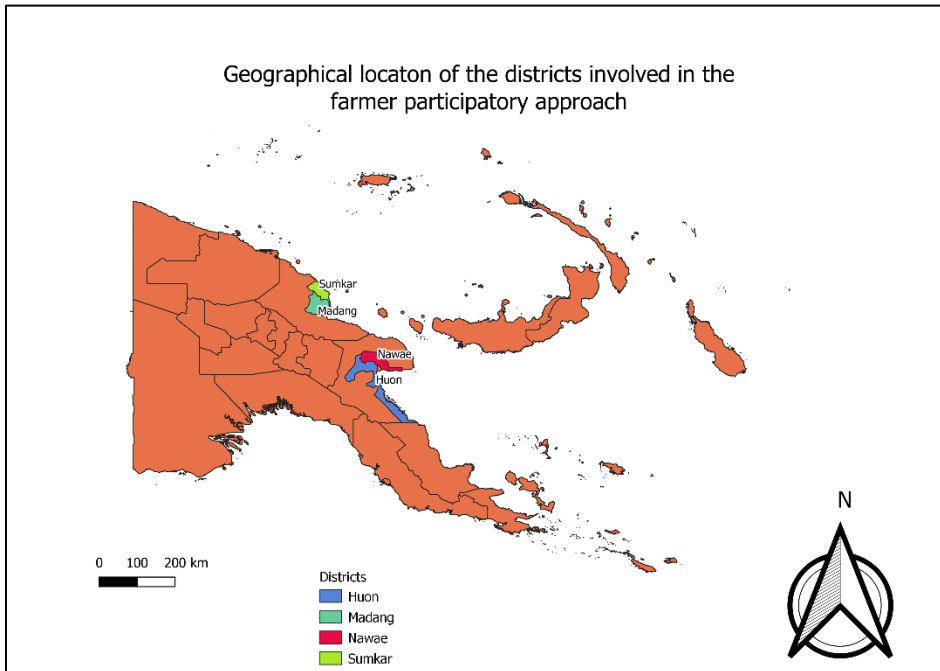 Geographical locaton of the districts involved in the
farmer participatory approach
Sumkar
Madang
Nawae
Huon
N
0 100 200 km
Districts
Huon
Madang
Nawae
Sumkar